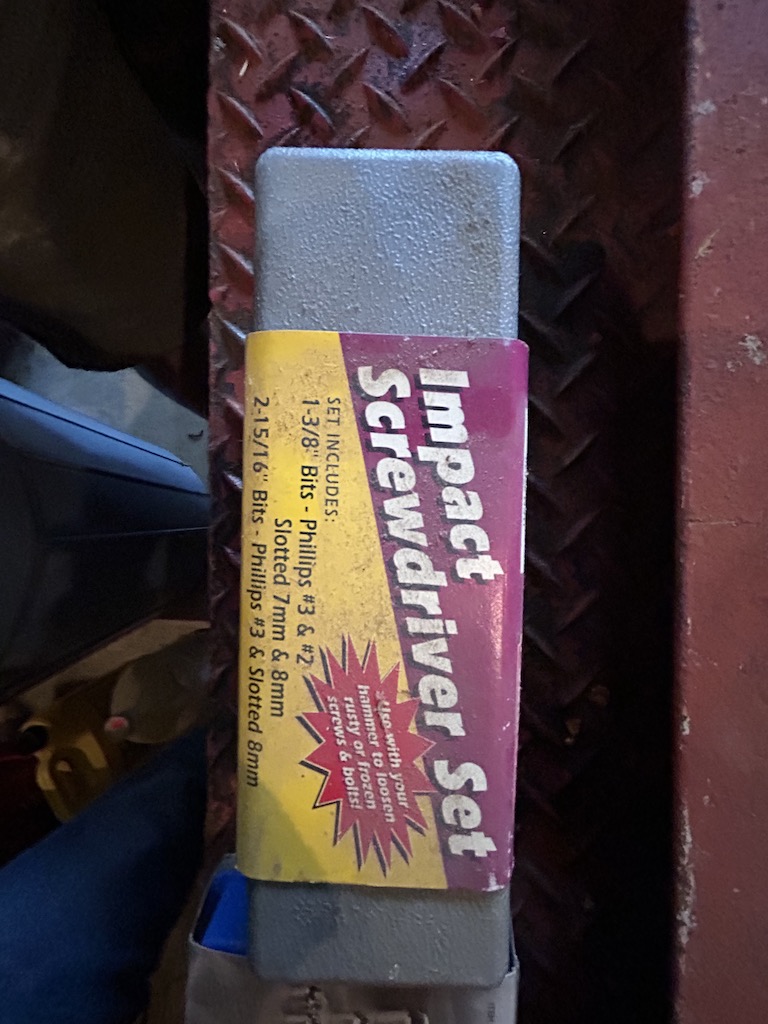 Impact
Screwdriver Set
SET INCLUDES:
1-3/8" Bits - Phillips #3 & #2
Slotted 7mm & 8mm
2-15/16" Bits - Phillips #3 & Slotted 8mm
Use with your
hammer to loosen
rusty or frozen
screws & bolts!